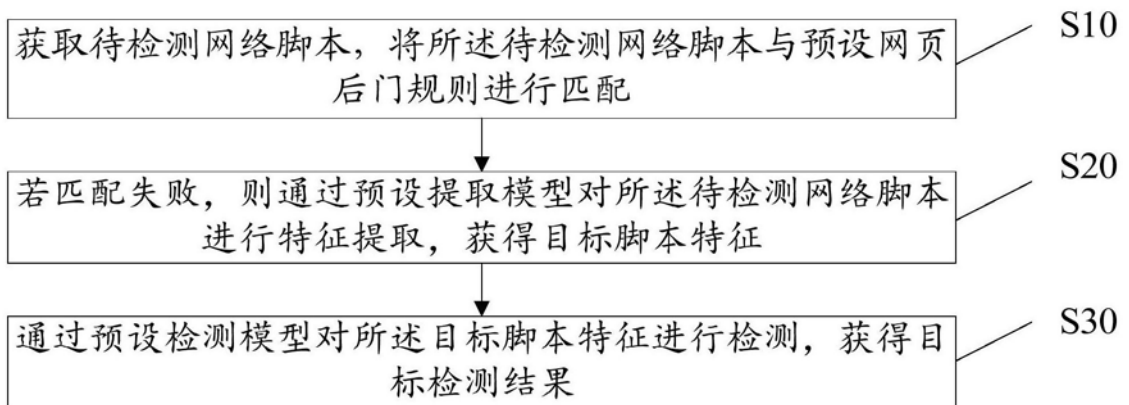 获取待检测网络脚本，将所述待检测网络脚本与预设网页
后门规则进行匹配
S10
若匹配失败，则通过预设提取模型对所述待检测网络脚本
进行特征提取，获得目标脚本特征
S20
通过预设检测模型对所述目标脚本特征进行检测，获得目
标检测结果
S30